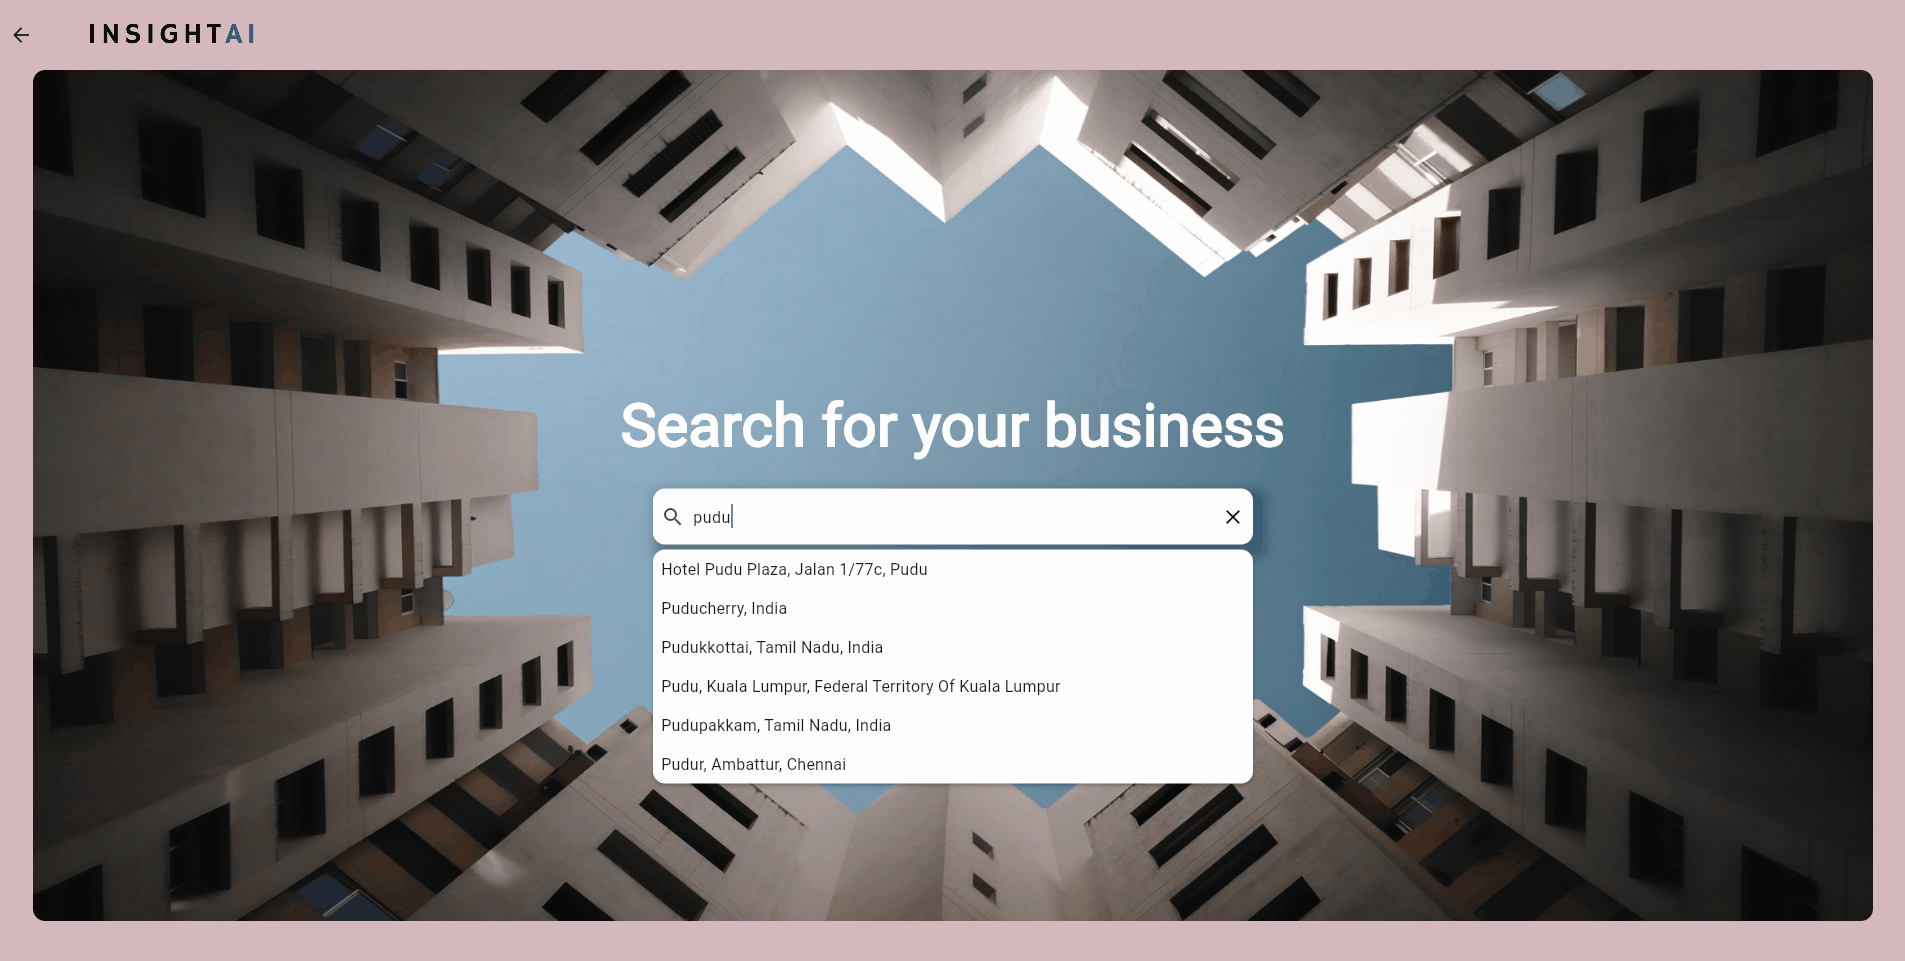 INSIGHTAI
Search for your business
pudu
Hotel Pudu Plaza, Jalan 1/77c, Pudu
Puducherry, India
Pudukkottai, Tamil Nadu, India
Pudu, Kuala Lumpur, Federal Territory Of Kuala Lumpur
Pudupakkam, Tamil Nadu, India
Pudur, Ambattur, Chennai